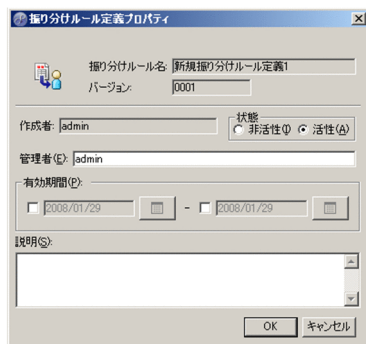 振り分けルール定義プロパティ
振り分けルール名: 新規振り分けルール定義1
バージョン: 0001
状態
作成者: admin
非活性(I) 活性(A)
管理者(E): admin
有効期間(P):
2008/01/29 - 2008/01/29
説明(S):
OK キャンセル